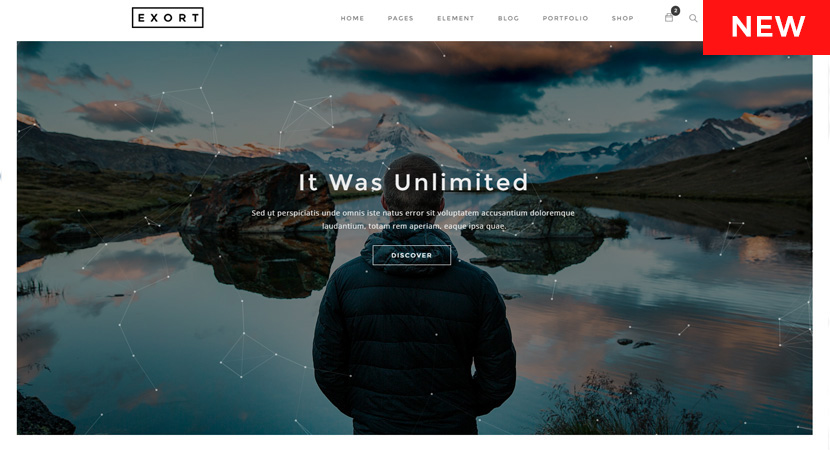 EXORT
HOME PAGES ELEMENT BLOG PORTFOLIO SHOP 2
NEW
It Was Unlimited
Sed ut perspiciatis unde omnis iste natus error sit voluptatem accusantium doloremque
laudantium, totam rem aperiam, eaque ipsa quae.
DISCOVER